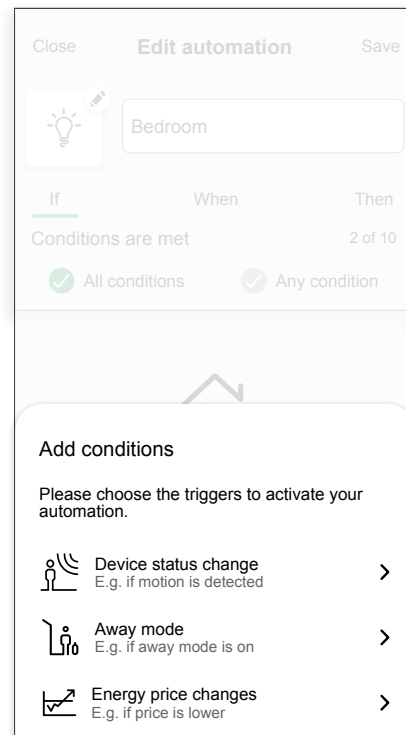 Close Edit automation Save
Bedroom
If When Then
Conditions are met 2 of 10
All conditions Any condition
Add conditions
Please choose the triggers to activate your
automation.
Device status change
E.g. if motion is detected
Away mode
E.g. if away mode is on
Energy price changes
E.g. if price is lower